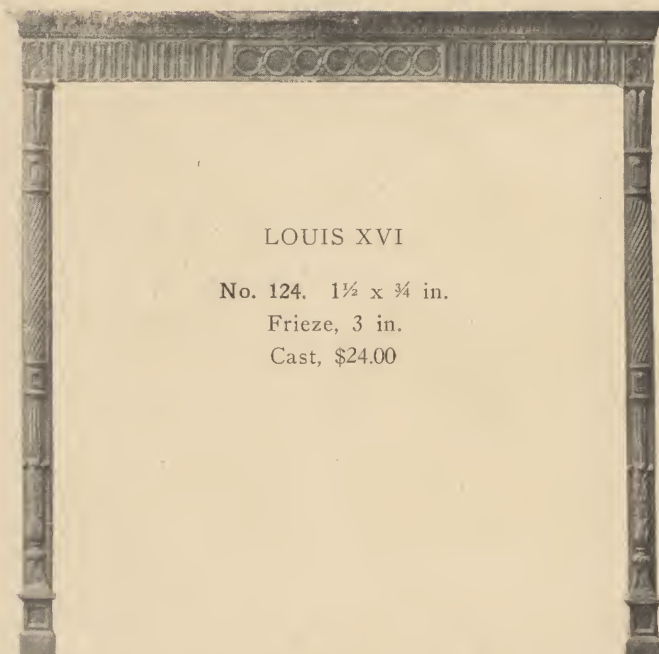 LOUIS XVI
No. 124. 1½ x ¾ in.
Frieze, 3 in.
Cast, $24.00